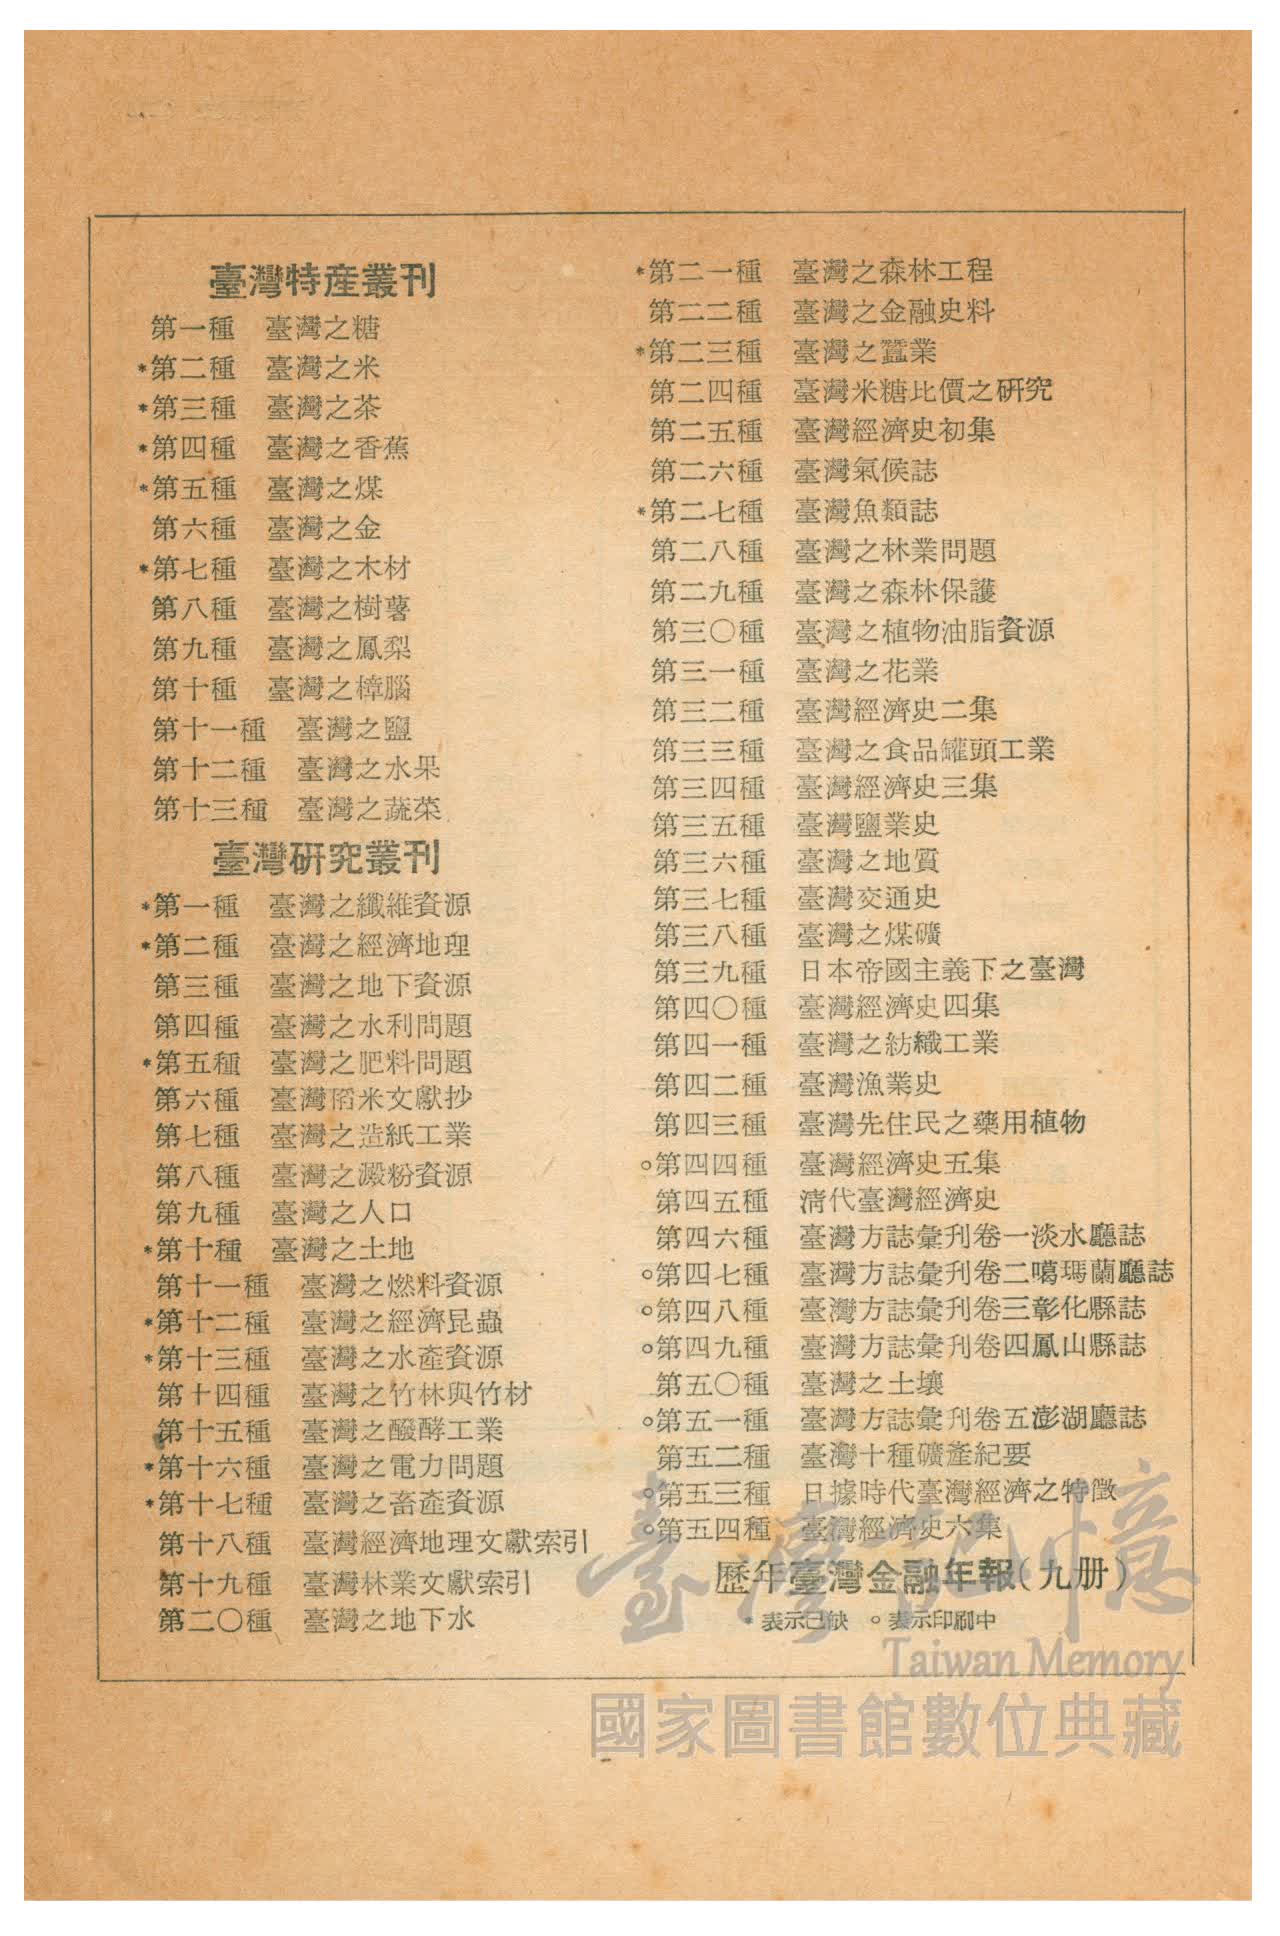 臺灣特産叢刊
第一種　臺灣之糖
*第二種　臺灣之米
*第三種　臺灣之茶
*第四種　臺灣之香蕉
*第五種　臺灣之煤
第六種　臺灣之金
*第七種　臺灣之木材
第八種　臺灣之樹薯
第九種　臺灣之鳳梨
第十種　臺灣之樟腦
第十一種　臺灣之鹽
第十二種　臺灣之水果
第十三種　臺灣之蔬菜
臺灣研究叢刊
*第一種　臺灣之纖維資源
*第二種　臺灣之經濟地理
第三種　臺灣之地下資源
第四種　臺灣之水利問題
*第五種　臺灣之肥料問題
第六種　臺灣稻米文獻抄
第七種　臺灣之造紙工業
第八種　臺灣之澱粉資源
第九種　臺灣之人口
*第十種　臺灣之土地
第十一種　臺灣之燃料資源
*第十二種　臺灣之經濟昆蟲
*第十三種　臺灣之水產資源
第十四種　臺灣之竹林與竹材
第十五種　臺灣之醱酵工業
*第十六種　臺灣之電力問題
*第十七種　臺灣之畜產資源
第十八種　臺灣經濟地理文獻索引
第十九種　臺灣林業文獻索引
第二〇種　臺灣之地下水
*第二一種　臺灣之森林工程
第二二種　臺灣之金融史料
*第二三種　臺灣之蠶業
第二四種　臺灣米糖比價之研究
第二五種　臺灣經濟史初集
第二六種　臺灣氣候誌
*第二七種　臺灣魚類誌
第二八種　臺灣之林業問題
第二九種　臺灣之森林保護
第三〇種　臺灣之植物油脂資源
第三一種　臺灣之花業
第三二種　臺灣經濟史二集
第三三種　臺灣之食品罐頭工業
第三四種　臺灣經濟史三集
第三五種　臺灣鹽業史
第三六種　臺灣之地質
第三七種　臺灣交通史
第三八種　臺灣之煤礦
第三九種　日本帝國主義下之臺灣
第四〇種　臺灣經濟史四集
第四一種　臺灣之紡織工業
第四二種　臺灣漁業史
第四三種　臺灣先住民之藥用植物
○第四四種　臺灣經濟史五集
第四五種　清代臺灣經濟史
第四六種　臺灣方誌彙刊卷一淡水廳誌
○第四七種　臺灣方誌彙刊卷二噶瑪蘭廳誌
○第四八種　臺灣方誌彙刊卷三彰化縣誌
○第四九種　臺灣方誌彙刊卷四鳳山縣誌
第五〇種　臺灣之土壤
○第五一種　臺灣方誌彙刊卷五澎湖廳誌
第五二種　臺灣十種礦產紀要
○第五三種　日據時代臺灣經濟之特徵
○第五四種　臺灣經濟史六集
歷年臺灣金融年報（九册）
*表示已缺　○表示印刷中
臺灣記憶
Taiwan Memory
國家圖書館數位典藏